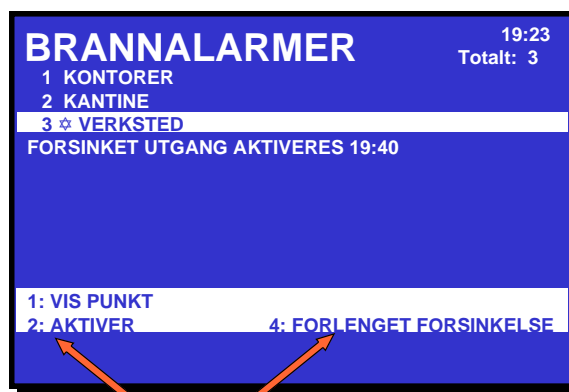 BRANNALARMER 19:23
Totalt: 3
1 KONTORER
2 KANTINE
3 ✡ VERKSTED
FORSINKET UTGANG AKTIVERES 19:40
1: VIS PUNKT
2: AKTIVER 4: FORLENGET FORSINKELSE